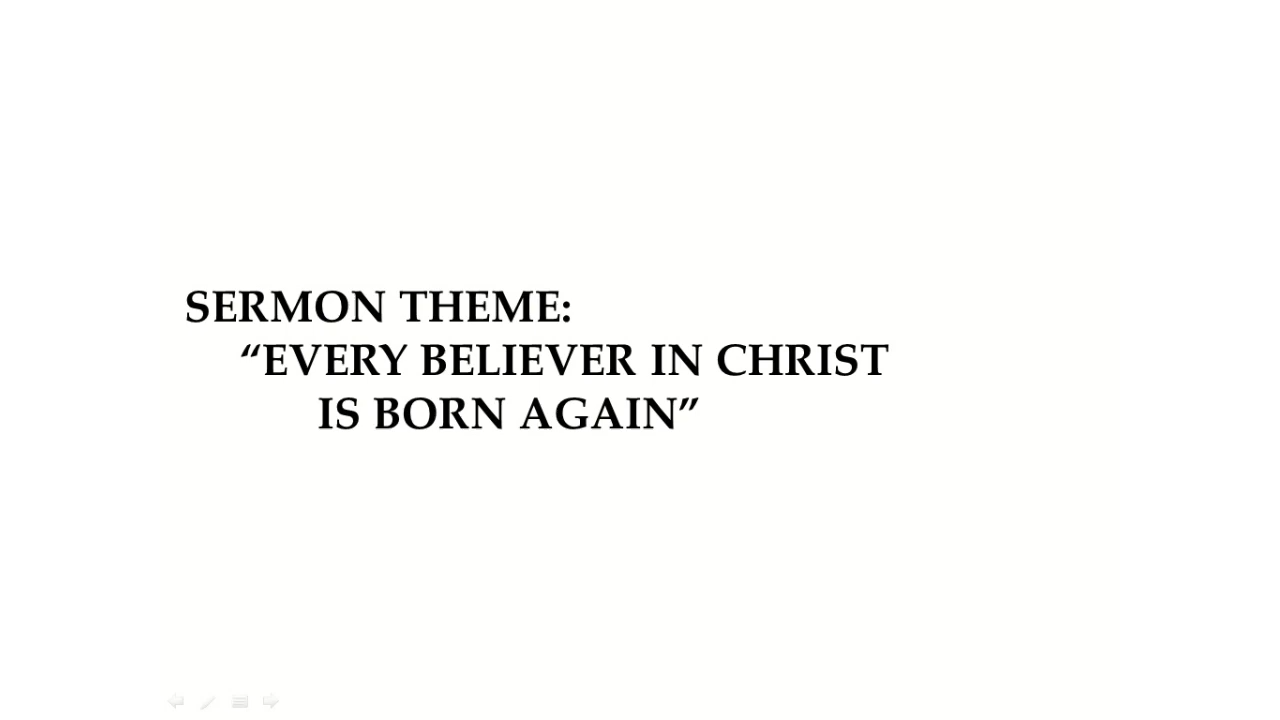 SERMON THEME:
“EVERY BELIEVER IN CHRIST
IS BORN AGAIN”